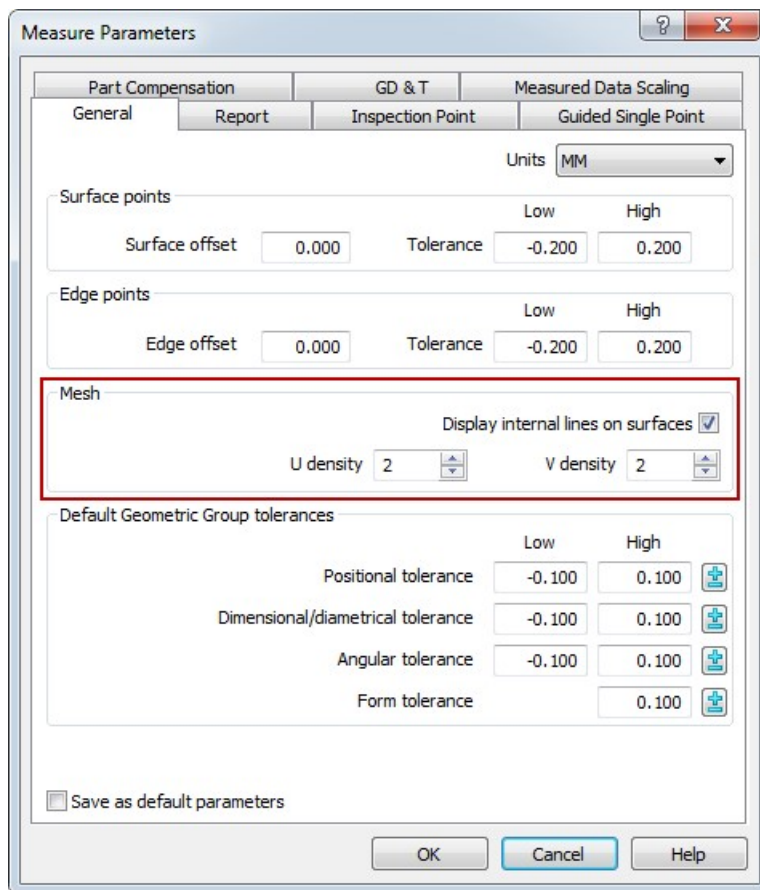 Measure Parameters
?
X
Part Compensation
GD & T
Measured Data Scaling
General
Report
Inspection Point
Guided Single Point
Units MM
Surface points
Low High
Surface offset 0.000 Tolerance -0.200 0.200
Edge points
Low High
Edge offset 0.000 Tolerance -0.200 0.200
Mesh
Display internal lines on surfaces
U density 2 V density 2
Default Geometric Group tolerances
Low High
Positional tolerance -0.100 0.100
Dimensional/diametrical tolerance -0.100 0.100
Angular tolerance -0.100 0.100
Form tolerance 0.100
Save as default parameters
OK Cancel Help